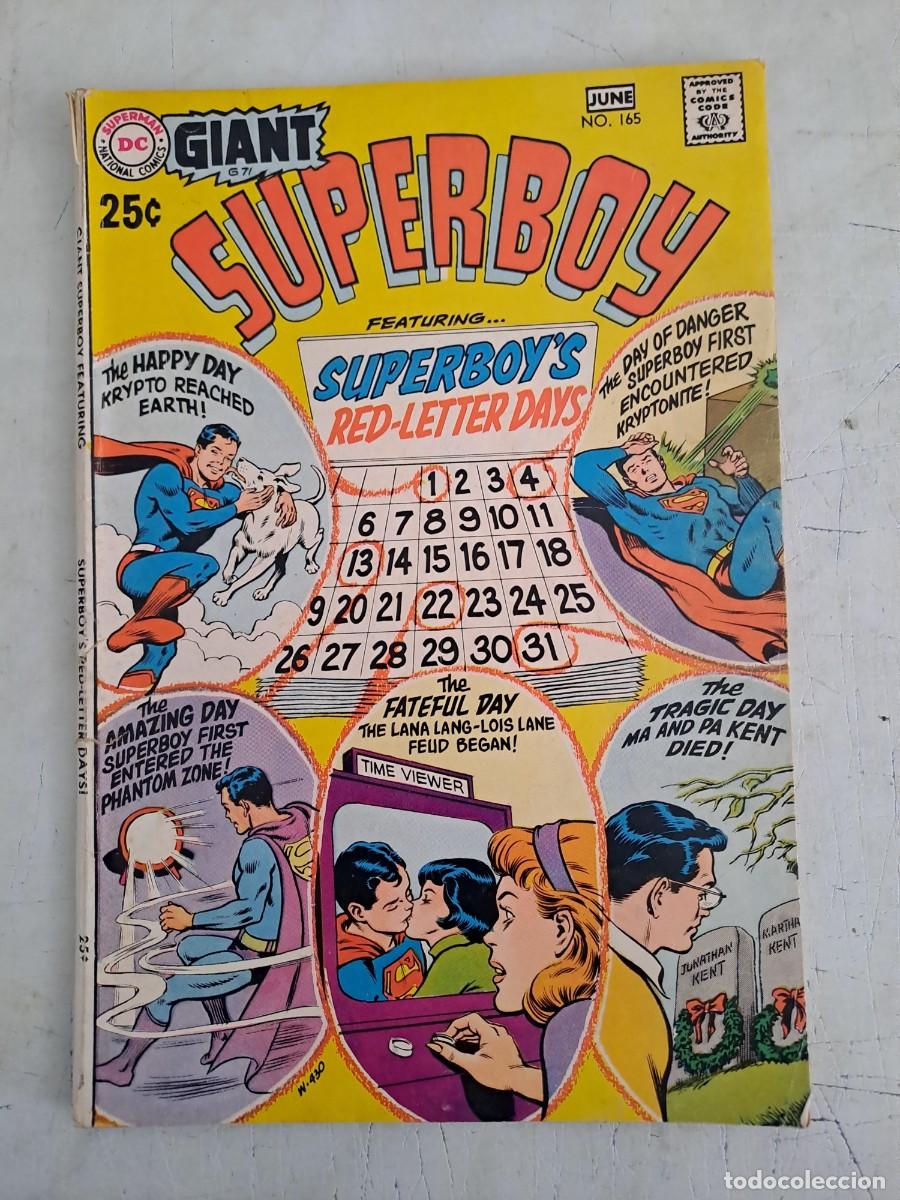 SUPERMAN
DC
NATIONAL COMICS
GIANT
G 71
25¢
JUNE
NO. 165
APPROVED
BY THE
COMICS
CODE
CA
AUTHORITY
SUPERBOY
FEATURING...
SUPERBOY'S
RED-LETTER DAYS
The HAPPY DAY
KRYPTO REACHED
EARTH!
THE DAY OF DANGER
SUPERBOY FIRST
ENCOUNTERED
KRYPTONITE!
1 2 3 4
6 7 8 9 10 11
13 14 15 16 17 18
9 20 21 22 23 24 25
26 27 28 29 30 31
The
AMAZING DAY
SUPERBOY FIRST
ENTERED THE
PHANTOM ZONE!
The
FATEFUL DAY
THE LANA LANG-LOIS LANE
FEUD BEGAN!
TIME VIEWER
The
TRAGIC DAY
MA AND PA KENT
DIED!
JONATHAN
KENT
MARTHA
KENT
W-430
GIANT SUPERBOY FEATURING
SUPERBOY'S RED-LETTER DAYS!
25¢
todocoleccion